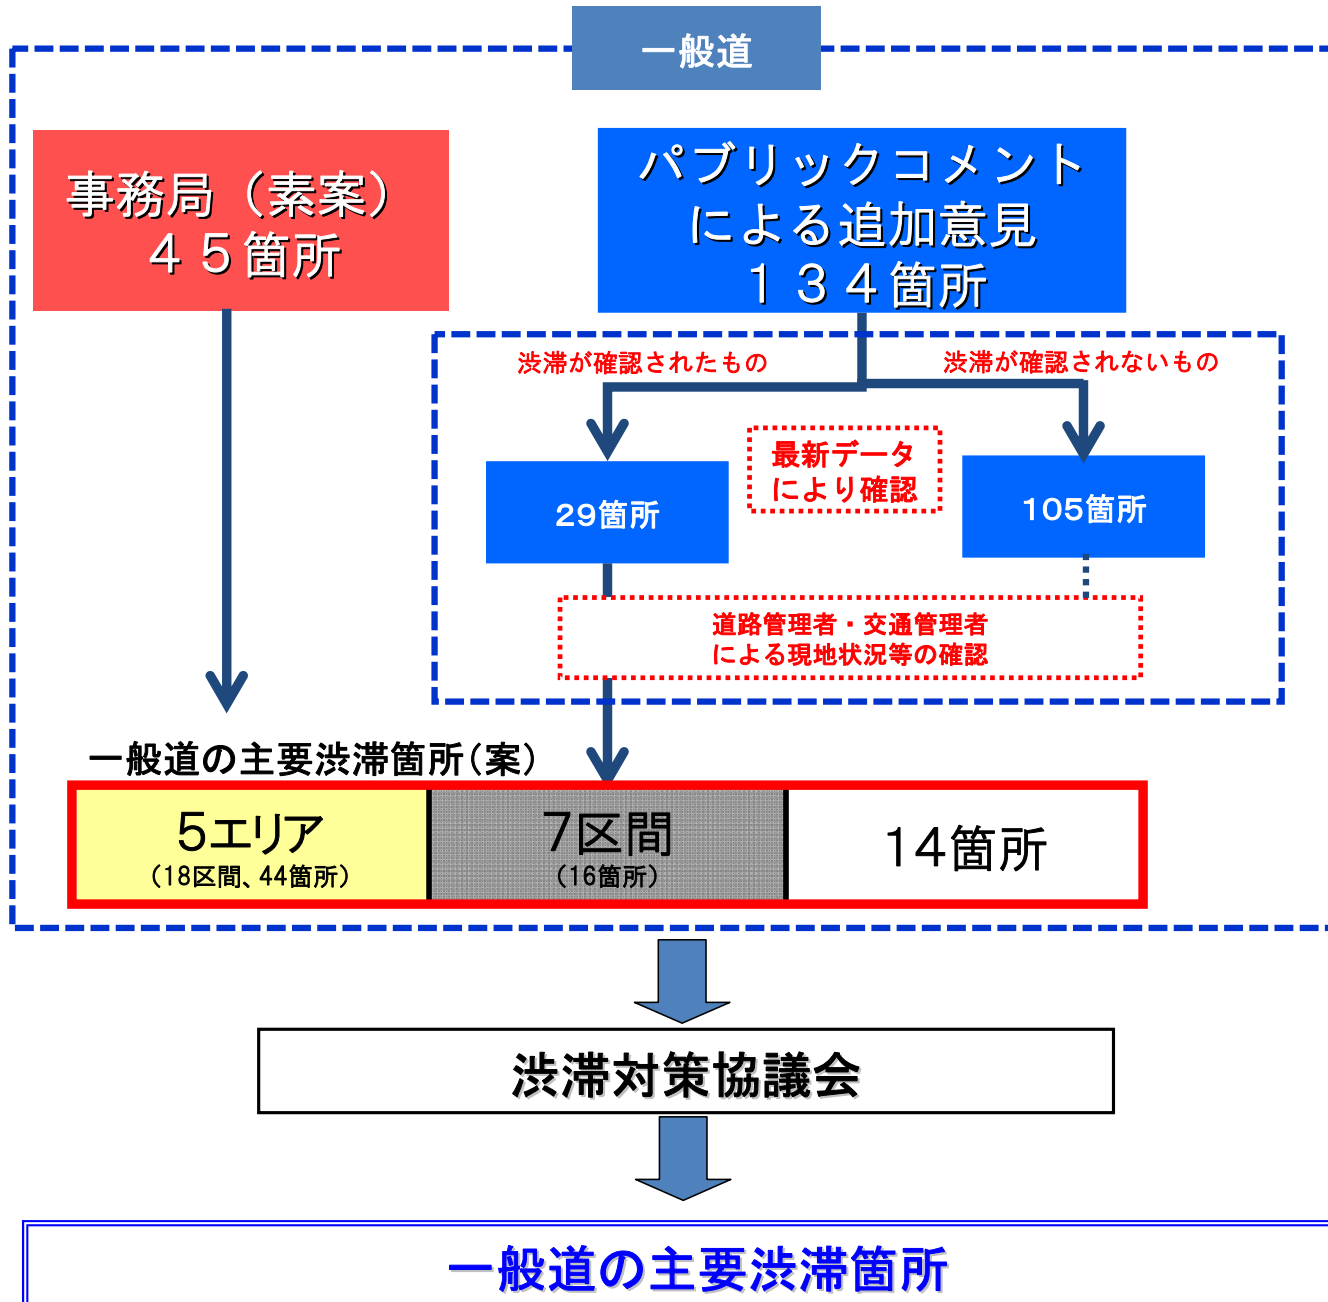 一般道
事務局（素案）
４５箇所
パブリックコメント
による追加意見
１３４箇所
渋滞が確認されたもの
渋滞が確認されないもの
最新データ
により確認
29箇所
105箇所
道路管理者・交通管理者
による現地状況等の確認
一般道の主要渋滞箇所（案）
5エリア
（18区間、44箇所）
7区間
（16箇所）
14箇所
渋滞対策協議会
一般道の主要渋滞箇所